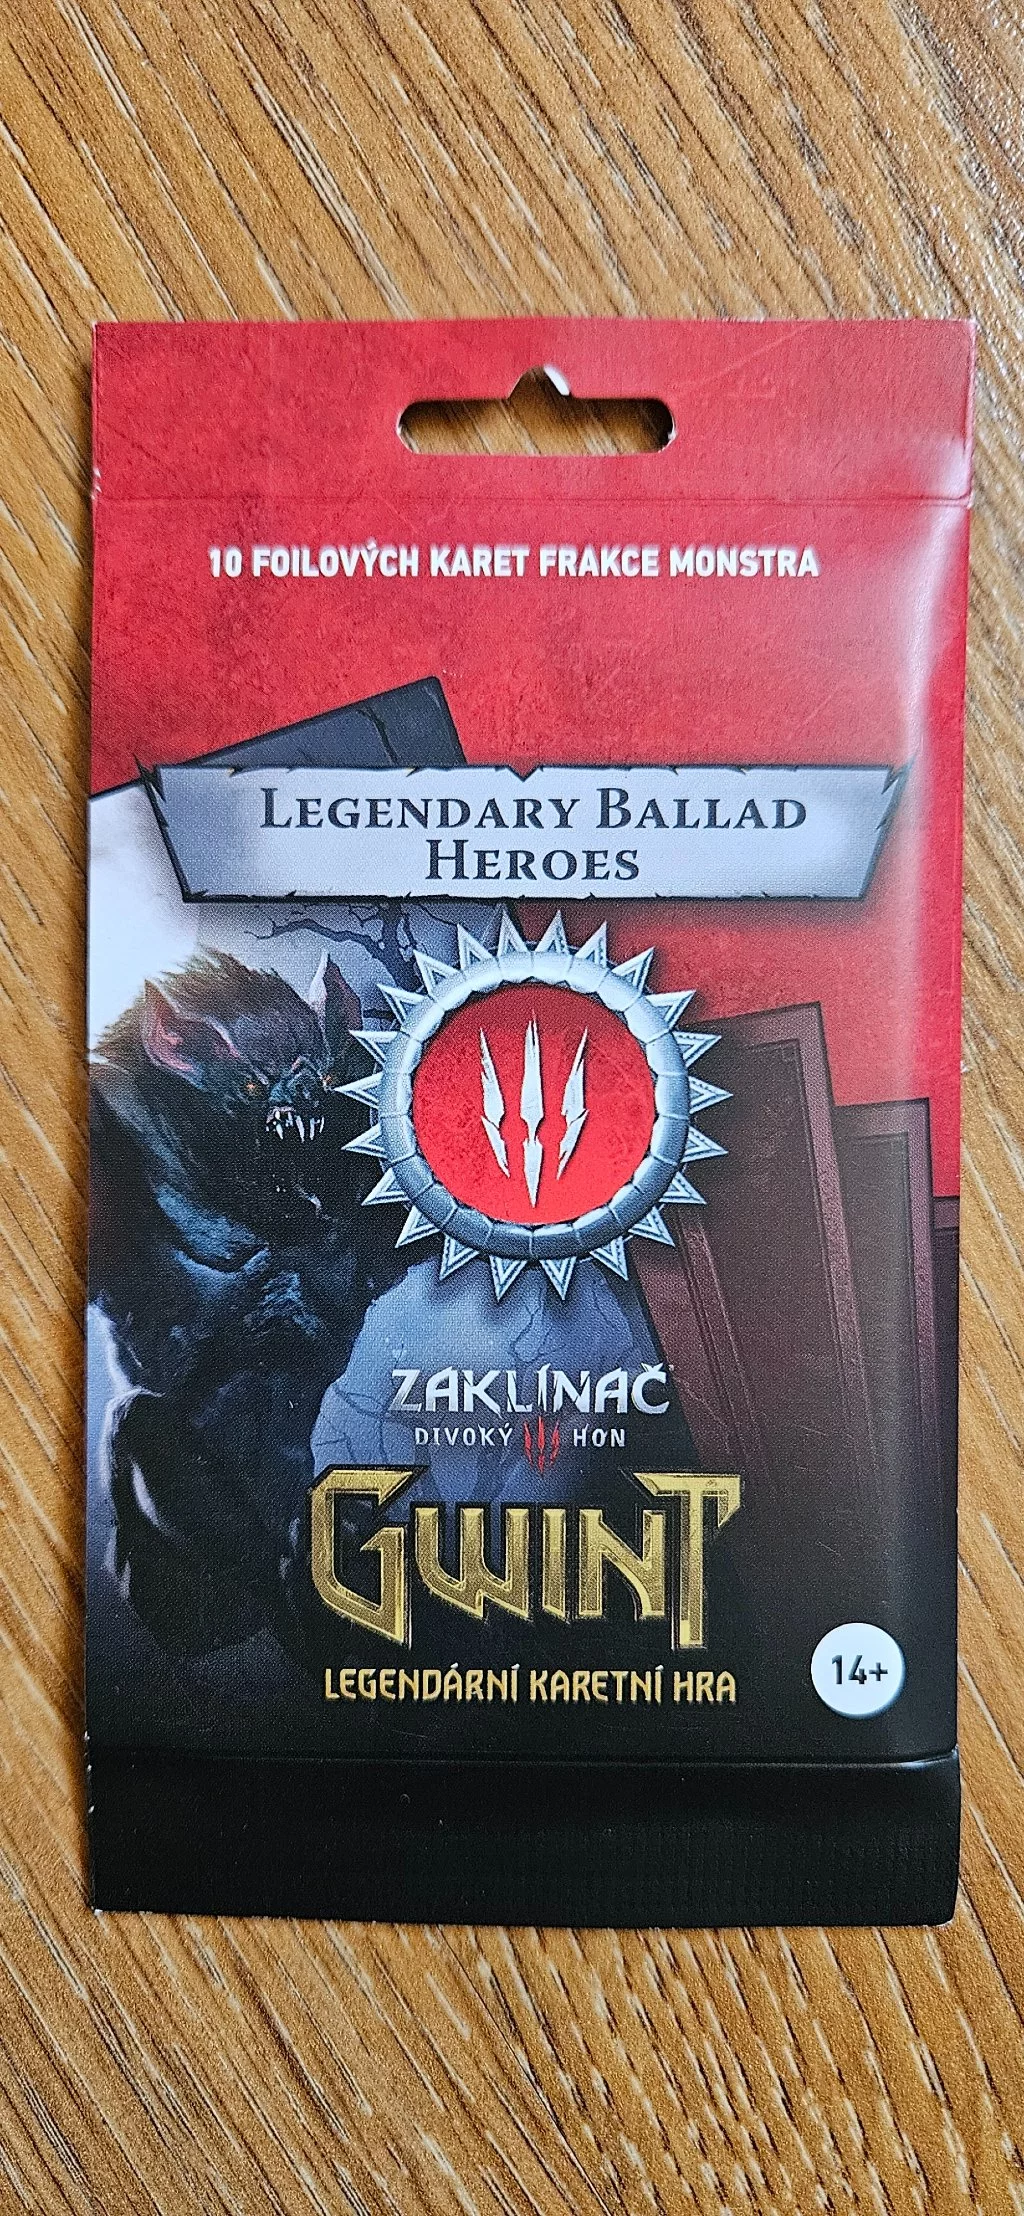 10 FOILOVÝCH KARET FRAKCE MONSTRA
LEGENDARY BALLAD
HEROES
ZAKLÍNAČ
DIVOKÝ HON
GWINT
LEGENDÁRNÍ KARETNÍ HRA
14+